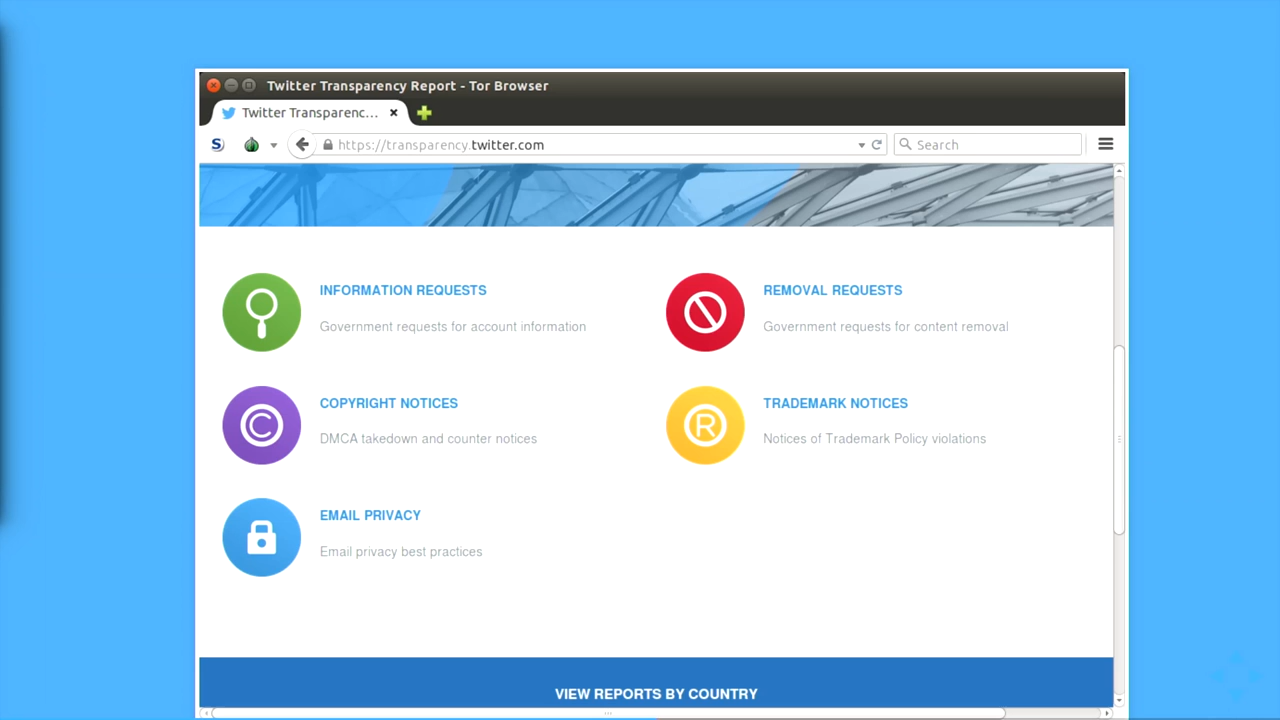 Twitter Transparency Report - Tor Browser
Twitter Transparenc...
https://transparency.twitter.com
Search
INFORMATION REQUESTS
Government requests for account information
REMOVAL REQUESTS
Government requests for content removal
COPYRIGHT NOTICES
DMCA takedown and counter notices
TRADEMARK NOTICES
Notices of Trademark Policy violations
EMAIL PRIVACY
Email privacy best practices
VIEW REPORTS BY COUNTRY